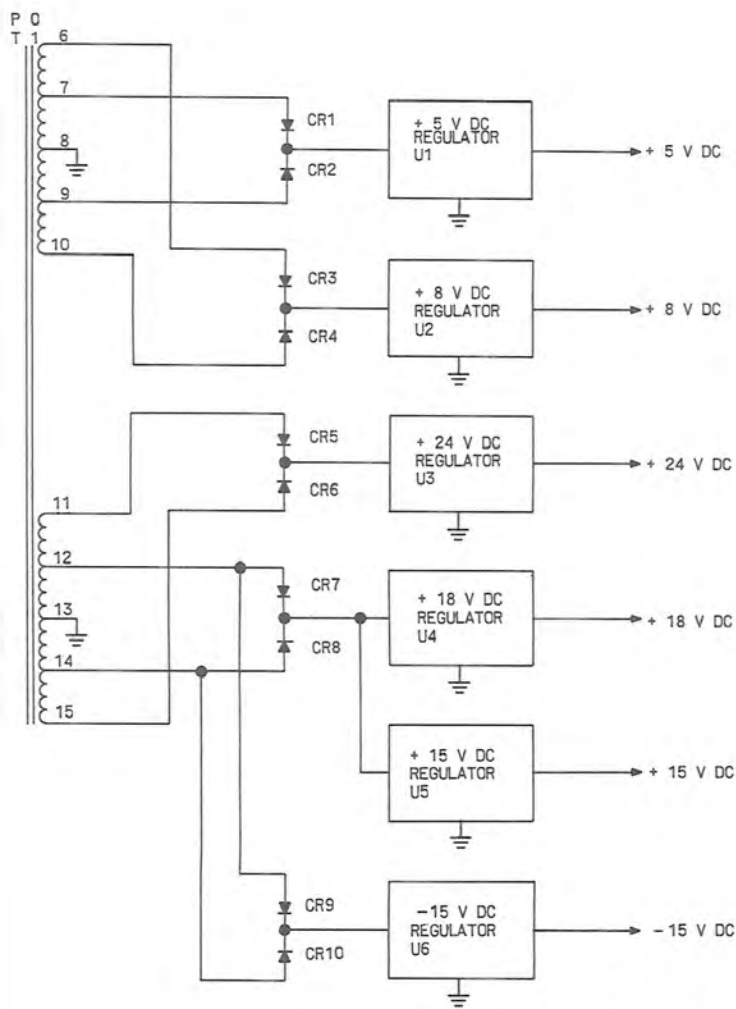 P O
T 1
6
7
8
9
10
CR1
CR2
+ 5 V DC
REGULATOR
U1
+ 5 V DC
CR3
CR4
+ 8 V DC
REGULATOR
U2
+ 8 V DC
11
12
13
14
15
CR5
CR6
+ 24 V DC
REGULATOR
U3
+ 24 V DC
CR7
CR8
+ 18 V DC
REGULATOR
U4
+ 18 V DC
+ 15 V DC
REGULATOR
U5
+ 15 V DC
CR9
CR10
-15 V DC
REGULATOR
U6
-15 V DC